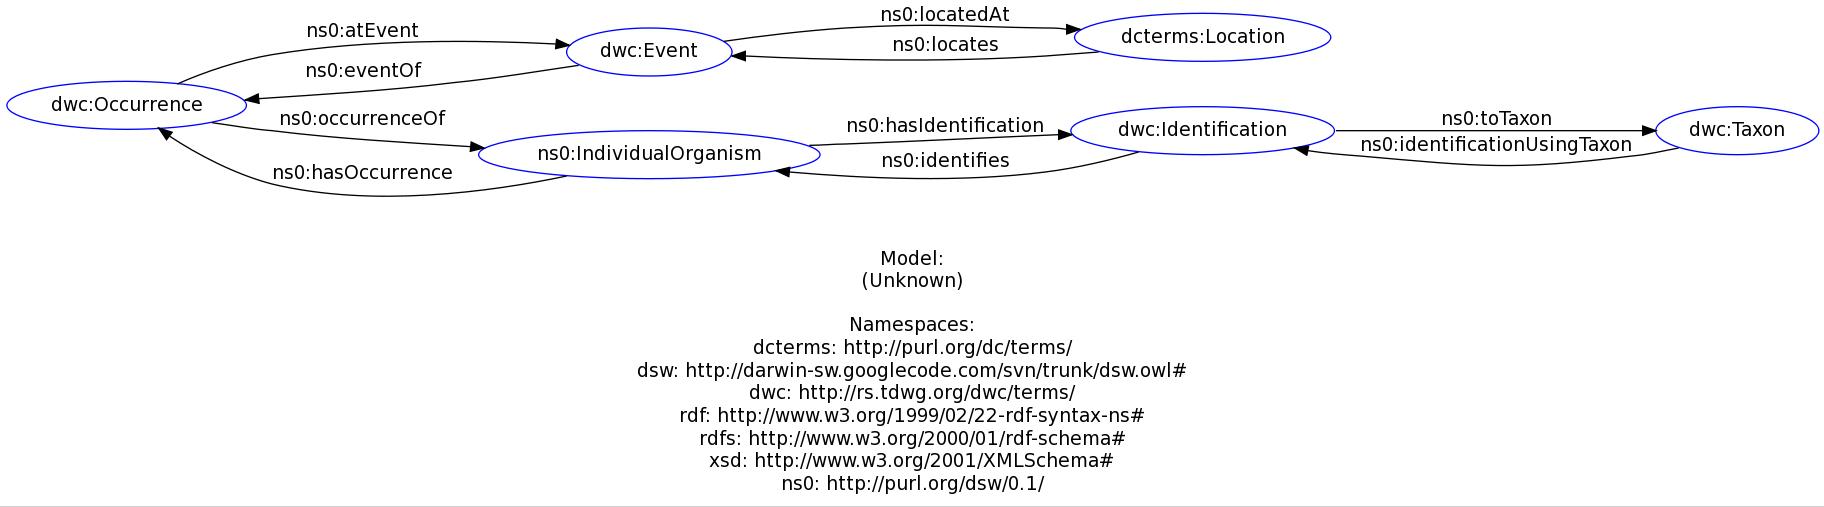 ns0:locatedAt
ns0:atEvent
dwc:Event
dcterms:Location
ns0:locates
ns0:eventOf
dwc:Occurrence
ns0:occurrenceOf
ns0:hasIdentification
dwc:Identification
ns0:toTaxon
dwc:Taxon
ns0:identificationUsingTaxon
ns0:IndividualOrganism
ns0:identifies
ns0:hasOccurrence
Model:
(Unknown)
Namespaces:
dcterms: http://purl.org/dc/terms/
dsw: http://darwin-sw.googlecode.com/svn/trunk/dsw.owl#
dwc: http://rs.tdwg.org/dwc/terms/
rdf: http://www.w3.org/1999/02/22-rdf-syntax-ns#
rdfs: http://www.w3.org/2000/01/rdf-schema#
xsd: http://www.w3.org/2001/XMLSchema#
ns0: http://purl.org/dsw/0.1/